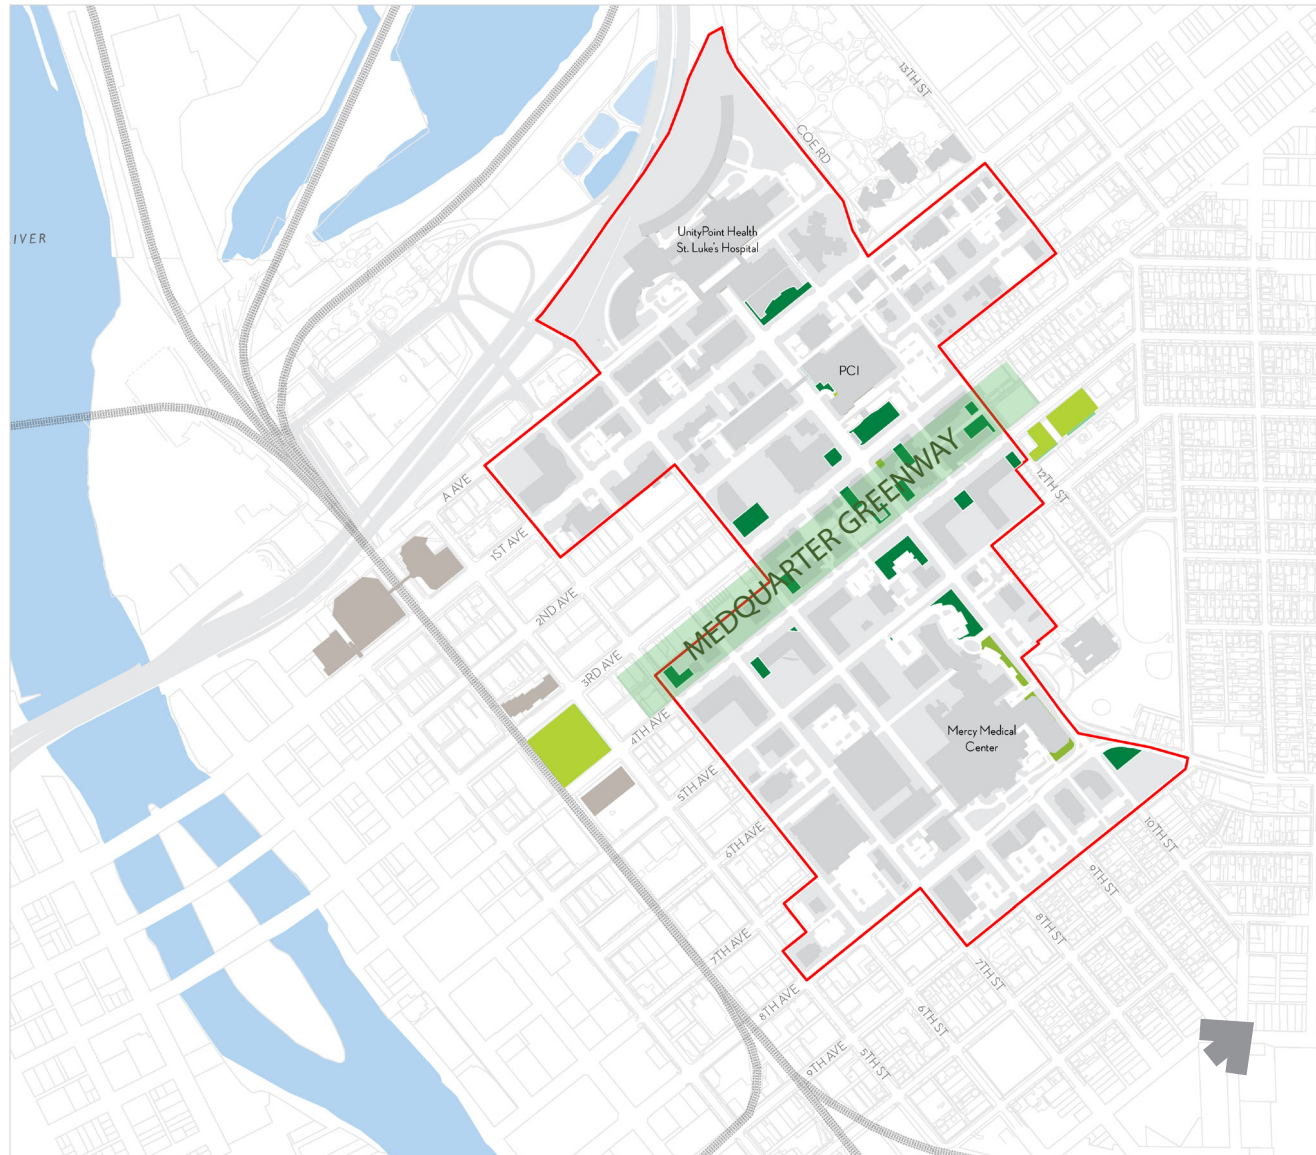 13TH ST
COE RD
IVER
UnityPoint Health
St. Luke's Hospital
PCI
A AVE
1ST AVE
2ND AVE
3RD AVE
4TH AVE
5TH AVE
6TH AVE
7TH AVE
8TH AVE
9TH AVE
MEDQUARTER GREENWAY
12TH ST
Mercy Medical
Center
10TH ST
9TH ST
8TH ST
7TH ST
6TH ST
5TH ST